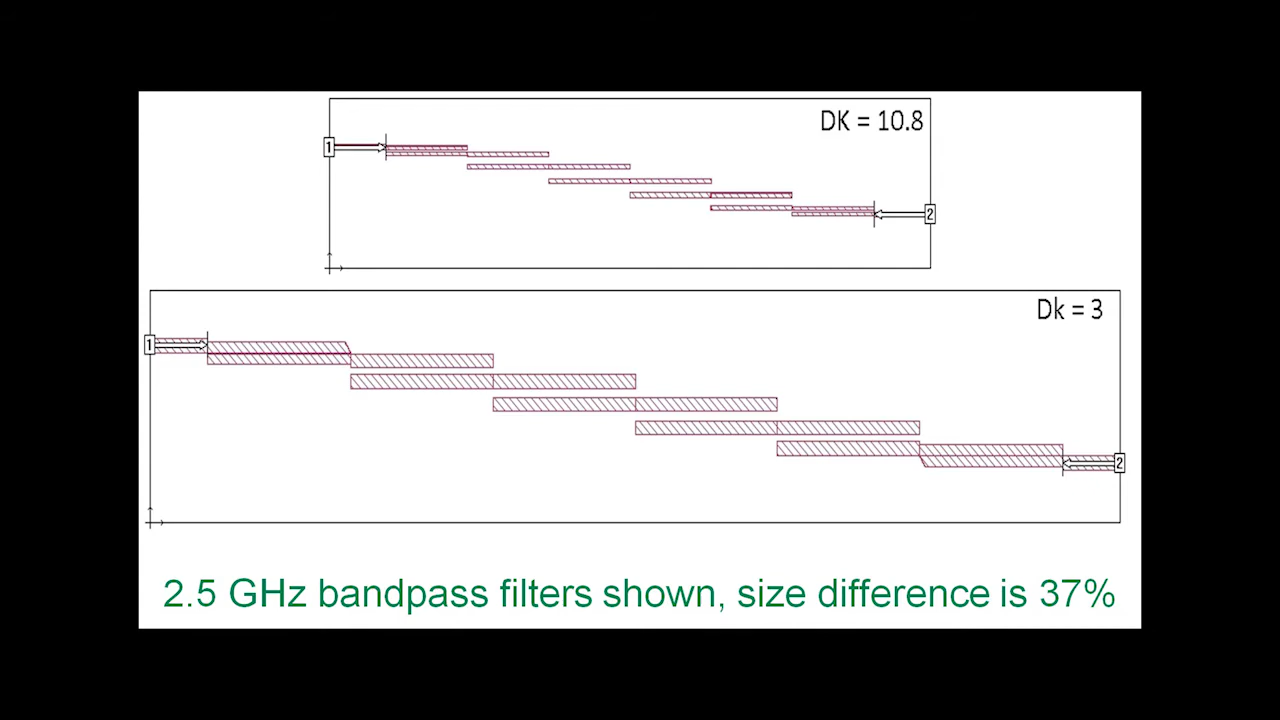 DK = 10.8
1
2
Dk = 3
1
2
2.5 GHz bandpass filters shown, size difference is 37%